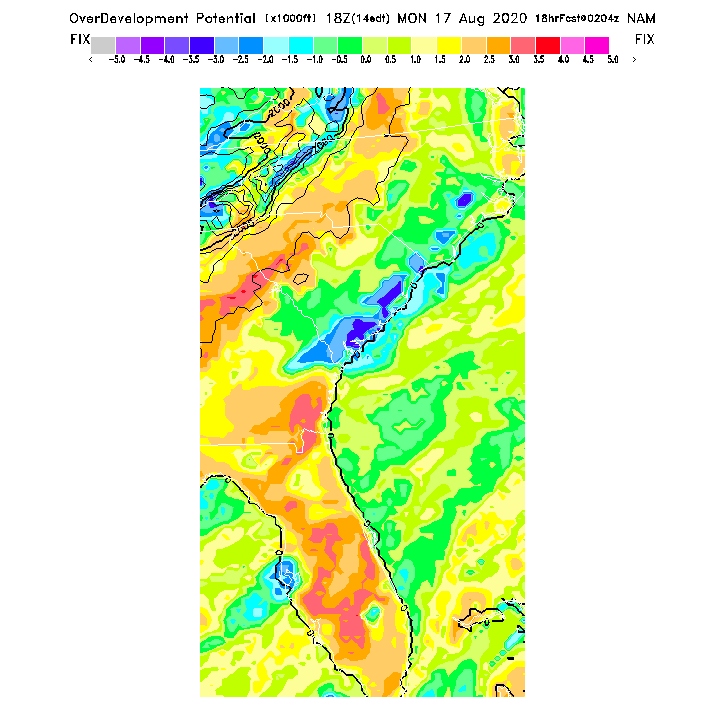 OverDevelopment Potential [x1000ft] 18Z(14edt) MON 17 Aug 2020 18hrFcst@0204z NAM
FIX FIX
< -5.0 -4.5 -4.0 -3.5 -3.0 -2.5 -2.0 -1.5 -1.0 -0.5 0.0 0.5 1.0 1.5 2.0 2.5 3.0 3.5 4.5 5.0 >
2000
2000